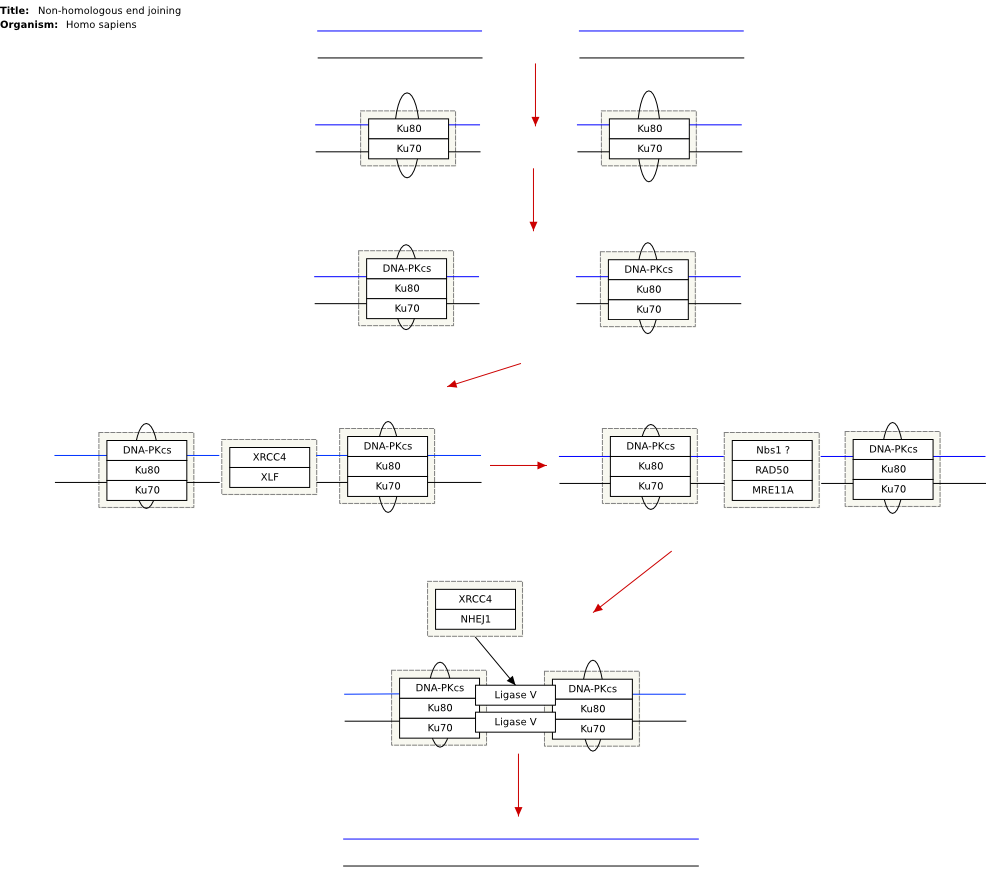 Title: Non-homologous end joining
Organism: Homo sapiens
Ku80
Ku70
Ku80
Ku70
DNA-PKcs
Ku80
Ku70
DNA-PKcs
Ku80
Ku70
DNA-PKcs
Ku80
Ku70
XRCC4
XLF
DNA-PKcs
Ku80
Ku70
DNA-PKcs
Ku80
Ku70
Nbs1 ?
RAD50
MRE11A
DNA-PKcs
Ku80
Ku70
XRCC4
NHEJ1
DNA-PKcs
Ku80
Ku70
Ligase V
Ligase V
DNA-PKcs
Ku80
Ku70